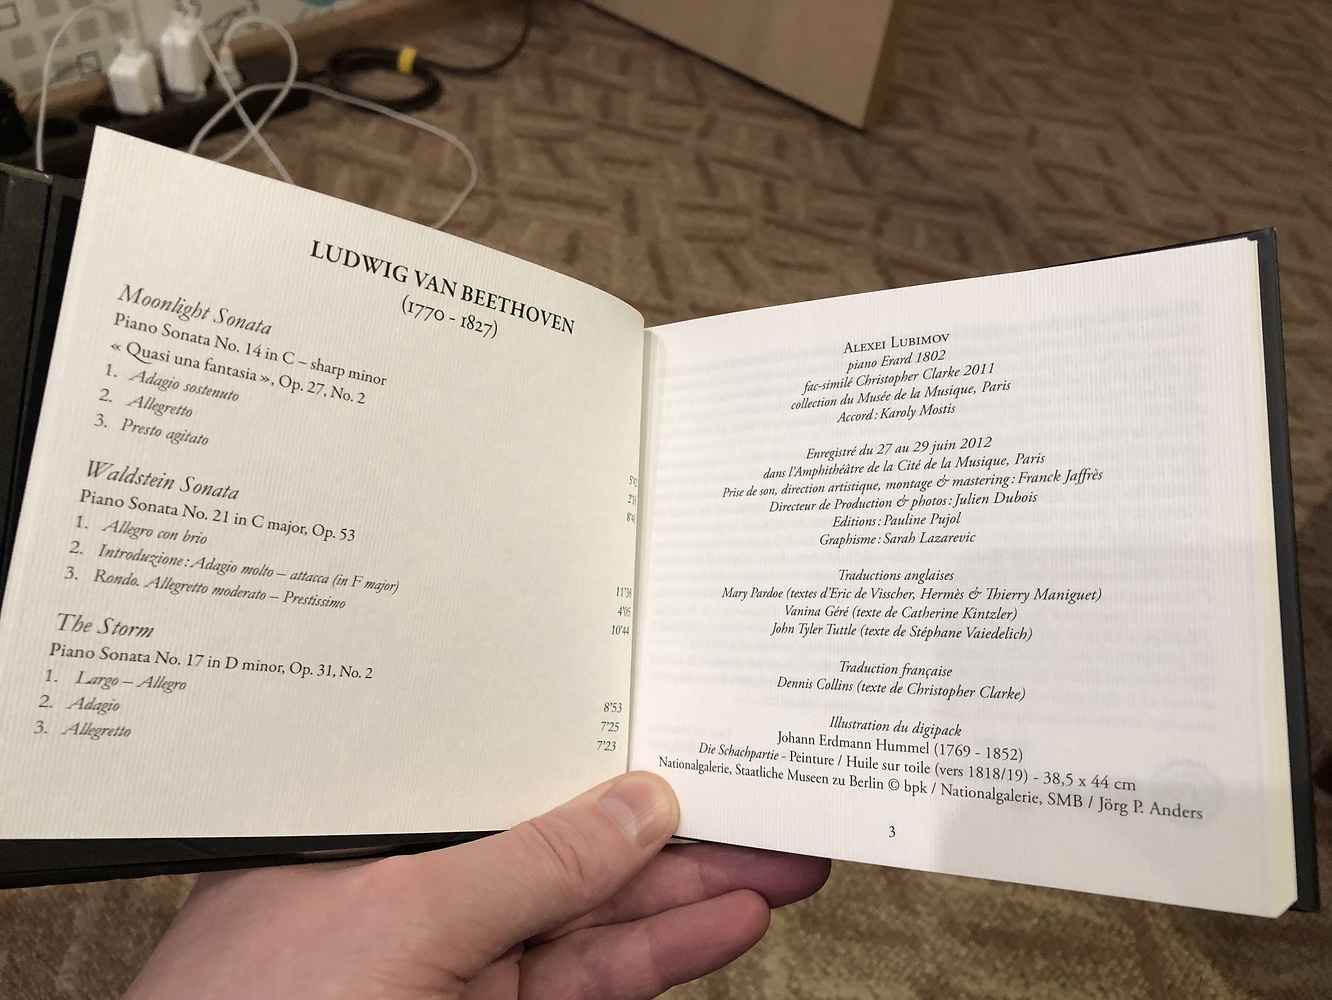 LUDWIG VAN BEETHOVEN
(1770 - 1827)
Moonlight Sonata
Piano Sonata No. 14 in C – sharp minor
« Quasi una fantasia », Op. 27, No. 2
1. Adagio sostenuto
2. Allegretto
3. Presto agitato
Waldstein Sonata
Piano Sonata No. 21 in C major, Op. 53
1. Allegro con brio 11'38
2. Introduzione : Adagio molto – attacca (in F major) 4'05
3. Rondo. Allegretto moderato – Prestissimo 10'44
The Storm
Piano Sonata No. 17 in D minor, Op. 31, No. 2
1. Largo – Allegro 8'53
2. Adagio 7'25
3. Allegretto 7'23
ALEXEI LUBIMOV
piano Erard 1802
fac-similé Christopher Clarke 2011
collection du Musée de la Musique, Paris
Accord : Karoly Mostis
Enregistré du 27 au 29 juin 2012
dans l'Amphithéâtre de la Cité de la Musique, Paris
Prise de son, direction artistique, montage & mastering : Franck Jaffrès
Directeur de Production & photos : Julien Dubois
Editions : Pauline Pujol
Graphisme : Sarah Lazarevic
Traductions anglaises
Mary Pardoe (textes d'Eric de Visscher, Hermès & Thierry Maniguet)
Vanina Géré (texte de Catherine Kintzler)
John Tyler Tuttle (texte de Stéphane Vaiedelich)
Traduction française
Dennis Collins (texte de Christopher Clarke)
Illustration du digipack
Johann Erdmann Hummel (1769 - 1852)
Die Schachpartie - Peinture / Huile sur toile (vers 1818/19) - 38,5 x 44 cm
Nationalgalerie, Staatliche Museen zu Berlin © bpk / Nationalgalerie, SMB / Jörg P. Anders
3